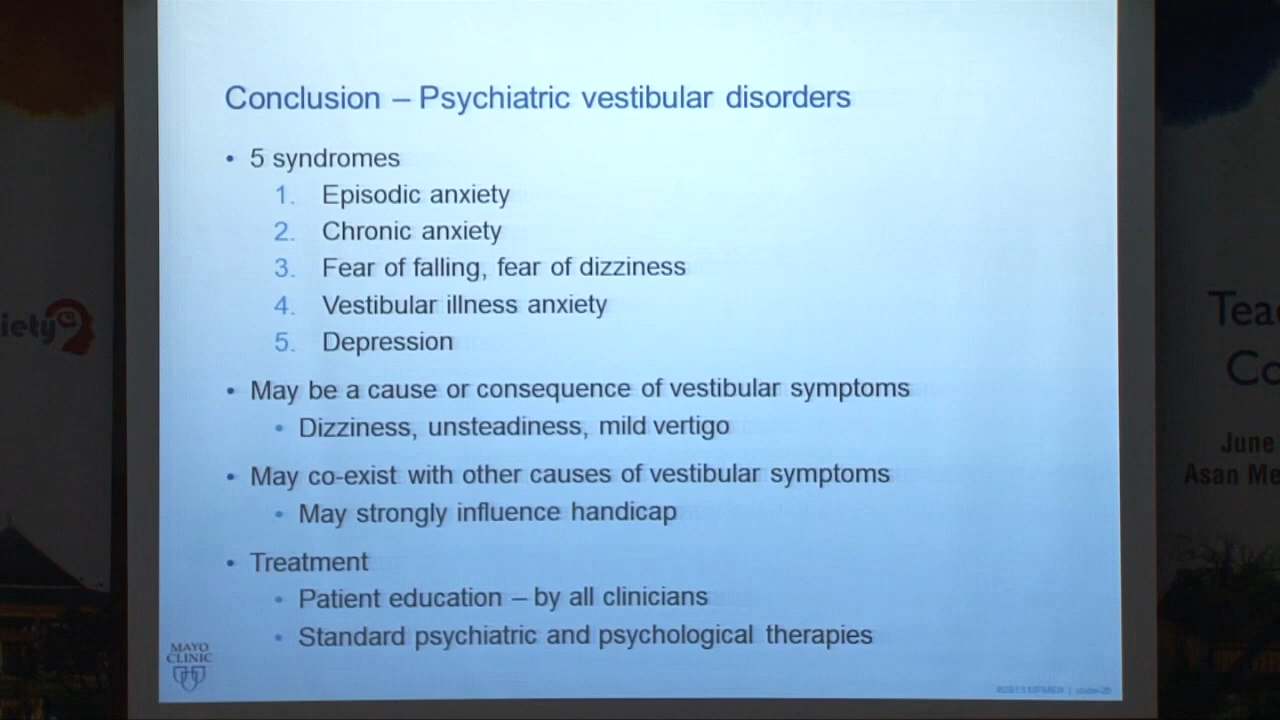 Conclusion – Psychiatric vestibular disorders
• 5 syndromes
1. Episodic anxiety
2. Chronic anxiety
3. Fear of falling, fear of dizziness
4. Vestibular illness anxiety
5. Depression
• May be a cause or consequence of vestibular symptoms
• Dizziness, unsteadiness, mild vertigo
• May co-exist with other causes of vestibular symptoms
• May strongly influence handicap
• Treatment
• Patient education – by all clinicians
• Standard psychiatric and psychological therapies
MAYO
CLINIC
iety
Tea
Co
June
Asan Me